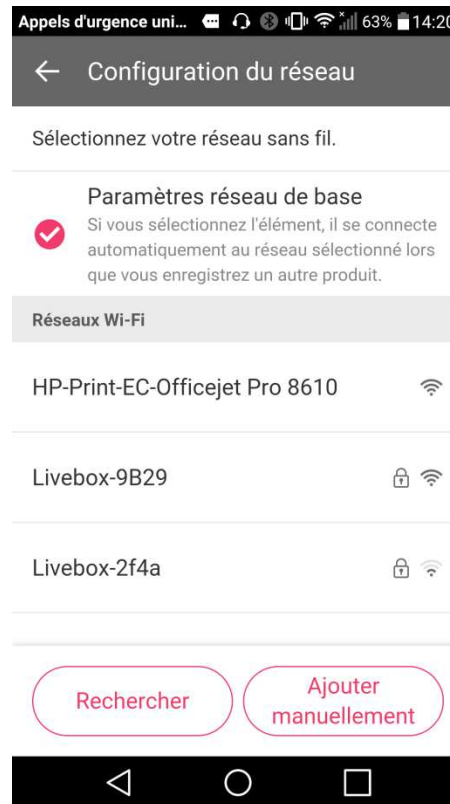 Appels d'urgence uni... 63% 14:20
Configuration du réseau
Sélectionnez votre réseau sans fil.
Paramètres réseau de base
Si vous sélectionnez l'élément, il se connecte
automatiquement au réseau sélectionné lors
que vous enregistrez un autre produit.
Réseaux Wi-Fi
HP-Print-EC-Officejet Pro 8610
Livebox-9B29
Livebox-2f4a
Rechercher
Ajouter
manuellement